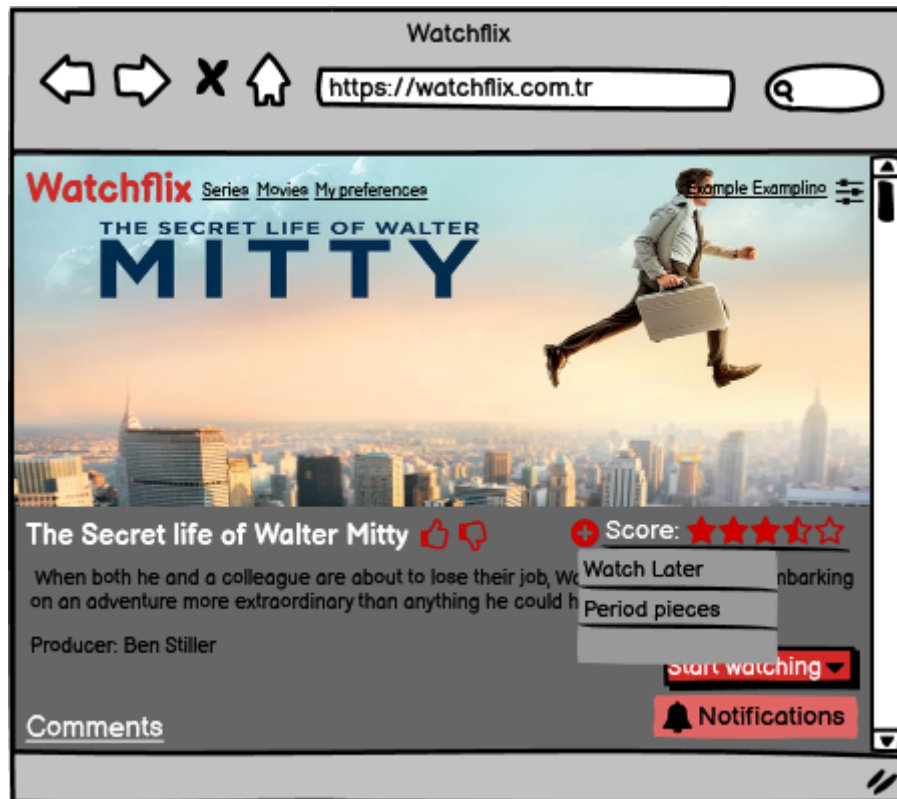 Watchflix
https://watchflix.com.tr
Watchflix Series Movies My preferences Example Examplino
THE SECRET LIFE OF WALTER
MITTY
The Secret life of Walter Mitty Score:
When both he and a colleague are about to lose their job,
on an adventure more extraordinary than anything he could
Watch Later
Period pieces
Producer: Ben Stiller
Start watching
Comments
Notifications